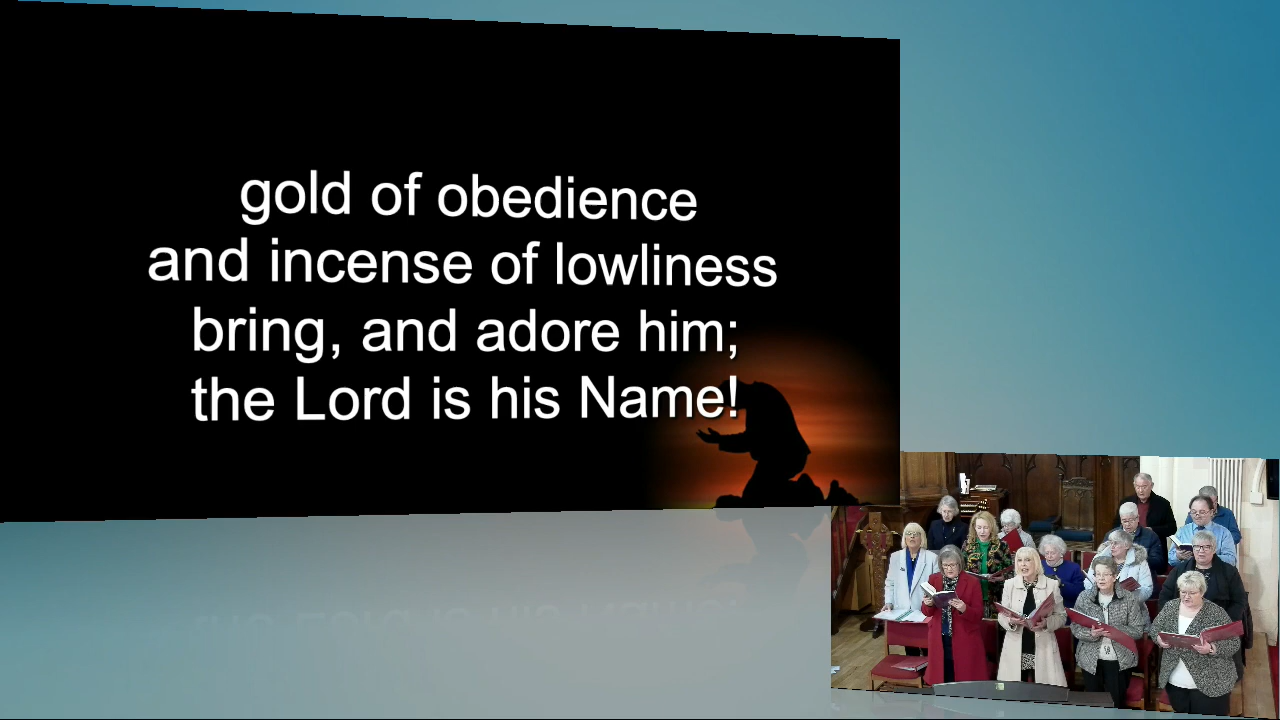 gold of obedience
and incense of lowliness
bring, and adore him;
the Lord is his Name!